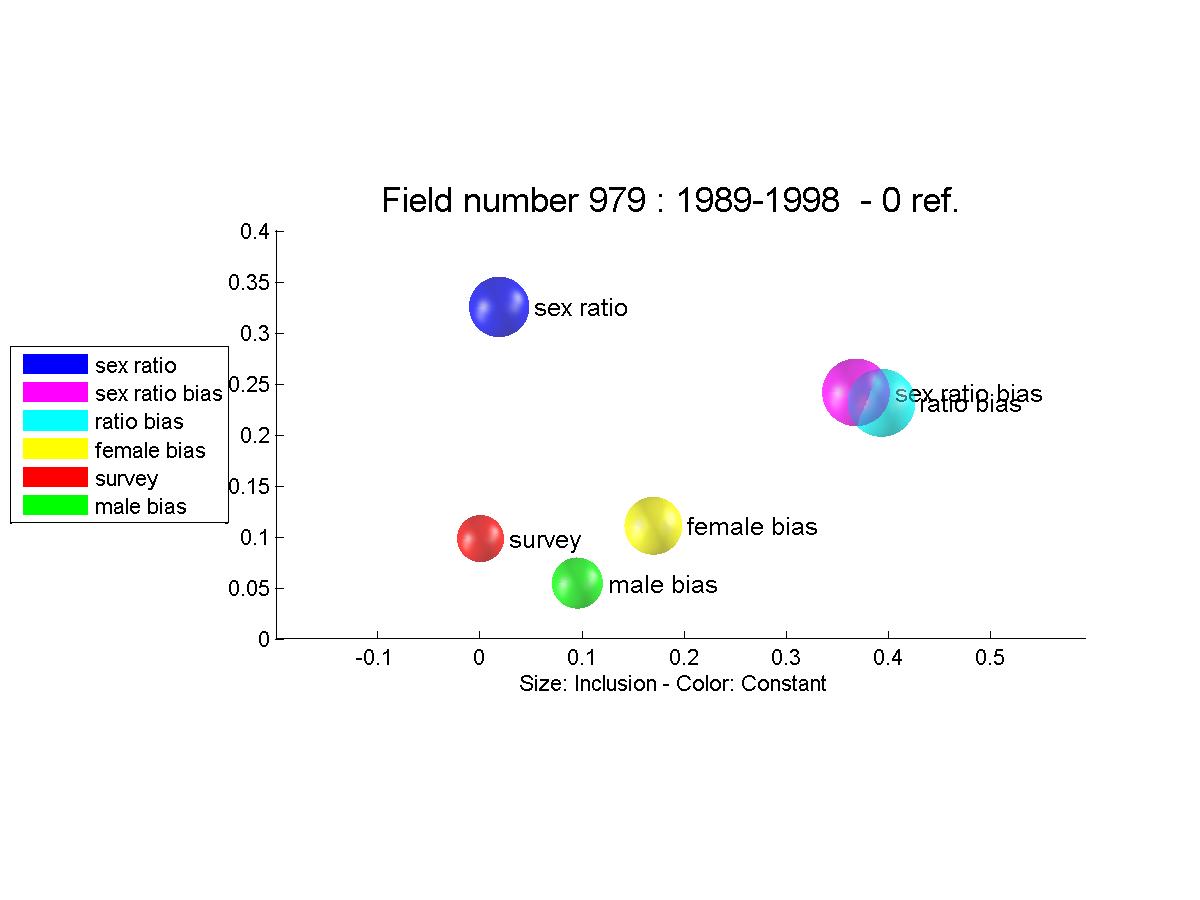 Field number 979 : 1989-1998 - 0 ref.
0.4
0.35
0.3
0.25
0.2
0.15
0.1
0.05
0
-0.1 0 0.1 0.2 0.3 0.4 0.5
Size: Inclusion - Color: Constant
sex ratio
sex ratio bias
ratio bias
female bias
survey
male bias
sex ratio
sex ratio bias
ratio bias
female bias
survey
male bias